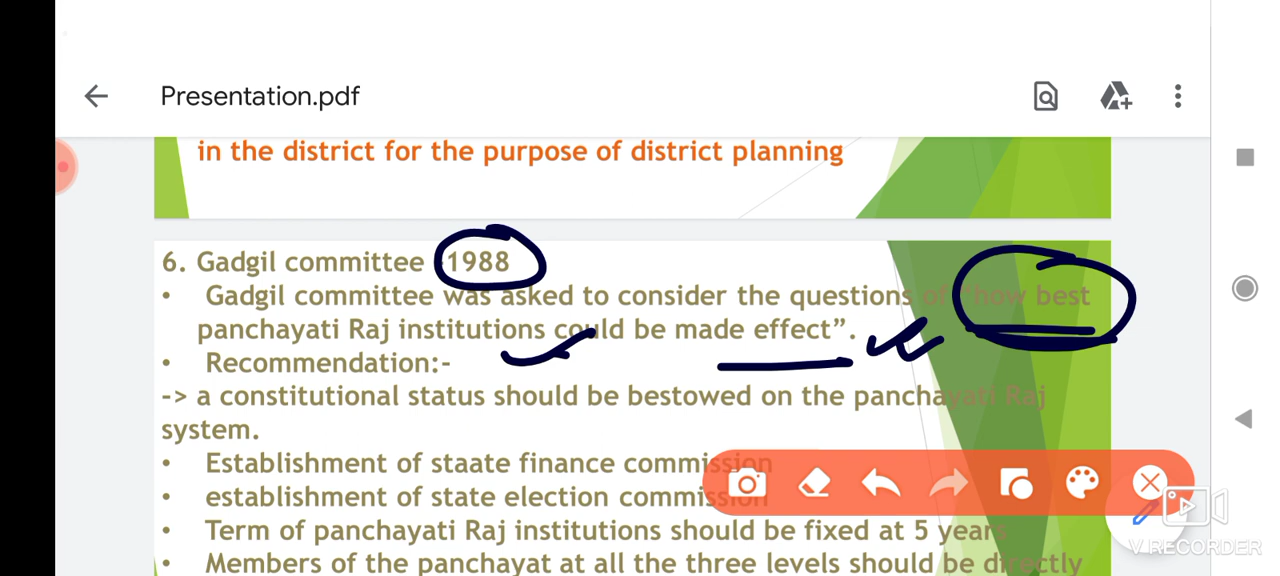 Presentation.pdf
in the district for the purpose of district planning
6. Gadgil committee -1988
• Gadgil committee was asked to consider the questions of "how best
panchayati Raj institutions could be made effect".
• Recommendation:-
-> a constitutional status should be bestowed on the panchayati Raj
system.
• Establishment of staate finance commission
• establishment of state election commission
• Term of panchayati Raj institutions should be fixed at 5 years
• Members of the panchayat at all the three levels should be directly
V RECORDER